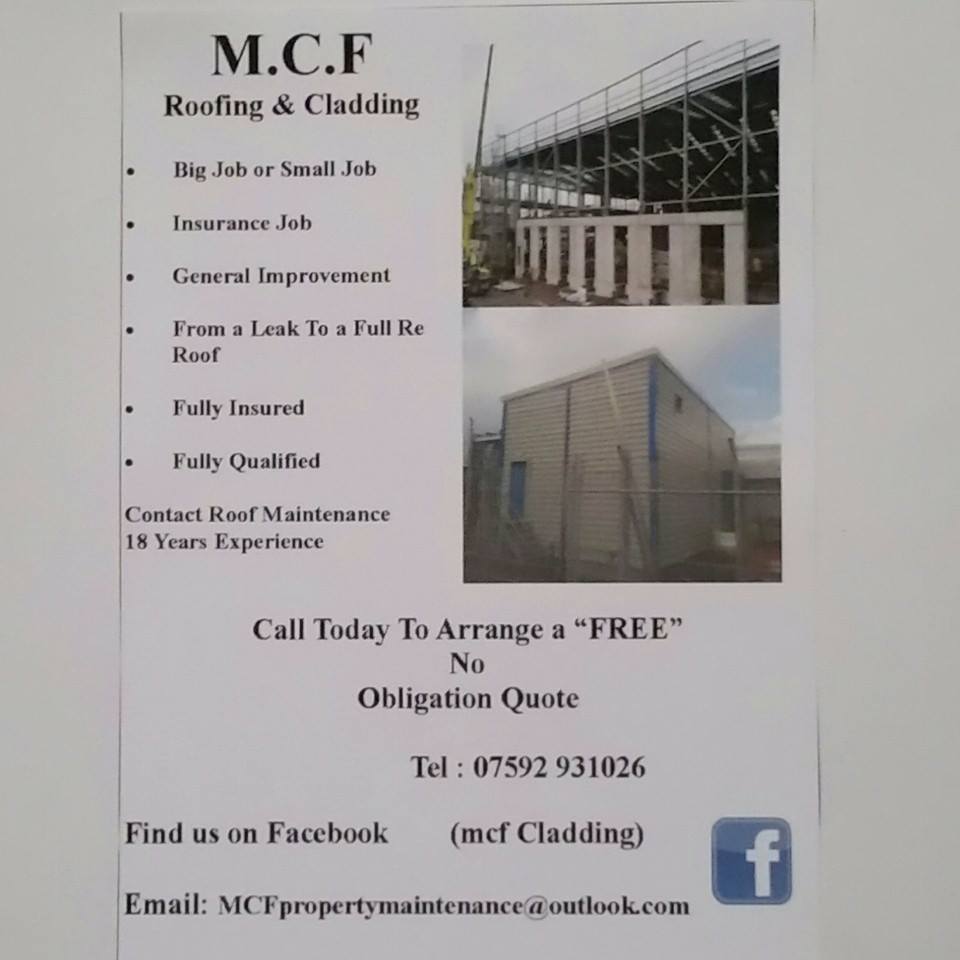 M.C.F
Roofing & Cladding
• Big Job or Small Job
• Insurance Job
• General Improvement
• From a Leak To a Full Re
Roof
• Fully Insured
• Fully Qualified
Contact Roof Maintenance
18 Years Experience
Call Today To Arrange a “FREE”
No
Obligation Quote
Tel : 07592 931026
Find us on Facebook (mcf Cladding)
f
Email: MCFpropertymaintenance@outlook.com